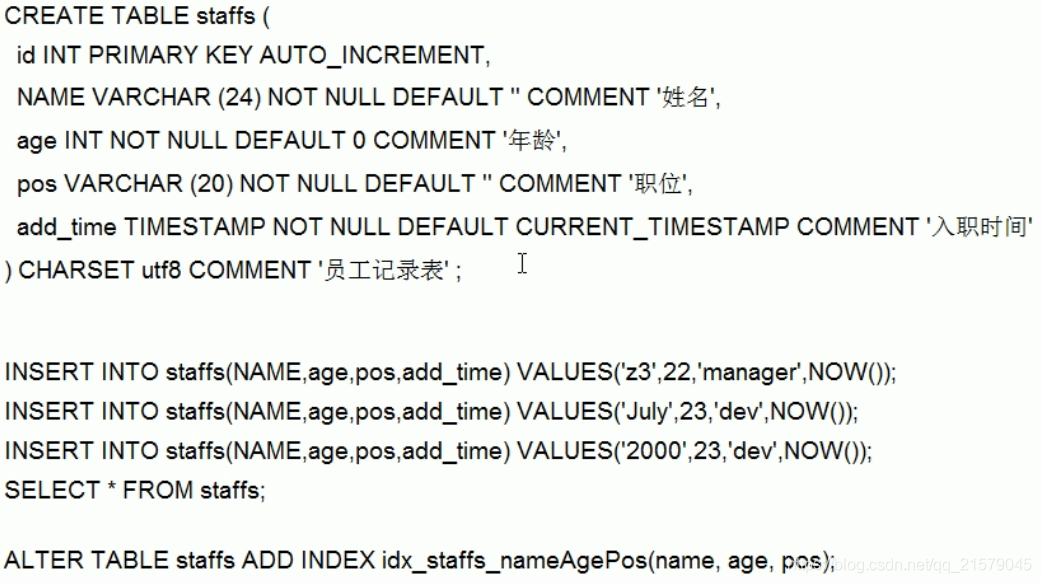 CREATE TABLE staffs (
id INT PRIMARY KEY AUTO_INCREMENT,
NAME VARCHAR (24) NOT NULL DEFAULT '' COMMENT '姓名',
age INT NOT NULL DEFAULT 0 COMMENT '年龄',
pos VARCHAR (20) NOT NULL DEFAULT '' COMMENT '职位',
add_time TIMESTAMP NOT NULL DEFAULT CURRENT_TIMESTAMP COMMENT '入职时间'
) CHARSET utf8 COMMENT '员工记录表' ;
INSERT INTO staffs(NAME,age,pos,add_time) VALUES('z3',22,'manager',NOW());
INSERT INTO staffs(NAME,age,pos,add_time) VALUES('July',23,'dev',NOW());
INSERT INTO staffs(NAME,age,pos,add_time) VALUES('2000',23,'dev',NOW());
SELECT * FROM staffs;
ALTER TABLE staffs ADD INDEX idx_staffs_nameAgePos(name, age, pos);
blog.csdn.net/qq_21579045